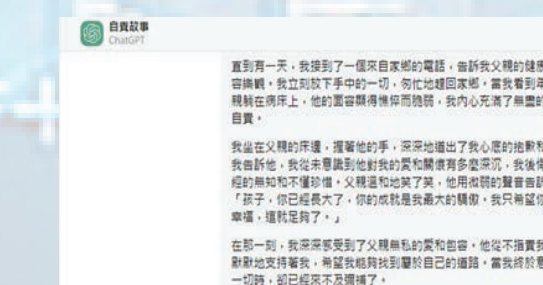 自責故事
ChatGPT
直到有一天，我接到了一個來自家鄉的電話，告訴我父親的健康
容樂觀。我立刻放下手中的一切，匆忙地趕回家鄉。當我看到年
親躺在病床上，他的面容顯得憔悴而脆弱，我內心充滿了無盡的
自責。
我坐在父親的床邊，握著他的手，深深地道出了我心底的抱歉和
我告訴他，我從未意識到他對我的愛和關懷有多麼深沉，我後悔
經的無知和不懂珍惜。父親溫和地笑了笑，他用微弱的聲音告訴
「孩子，你已經長大了，你的成就是我最大的驕傲。我只希望你
幸福，這就足夠了。」
在那一刻，我深深感受到了父親無私的愛和包容。他從不指責我
默默地支持著我，希望我能夠找到屬於自己的道路。當我終於意
一切時，卻已經來不及彌補了。